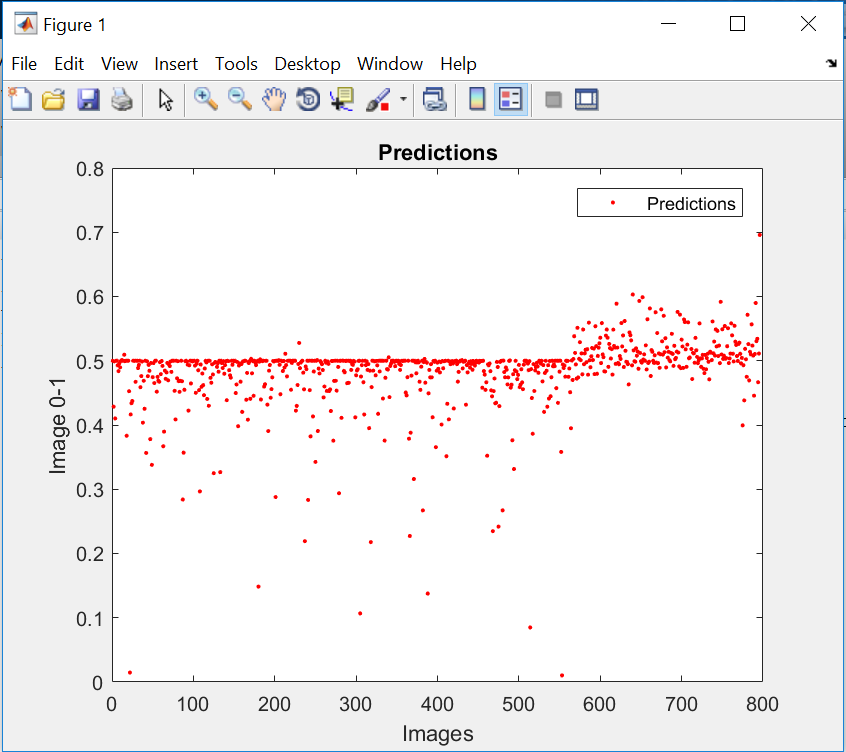 Figure 1
File Edit View Insert Tools Desktop Window Help
Predictions
Predictions
0.8
0.7
0.6
0.5
0.4
0.3
0.2
0.1
0
Image 0-1
0 100 200 300 400 500 600 700 800
Images